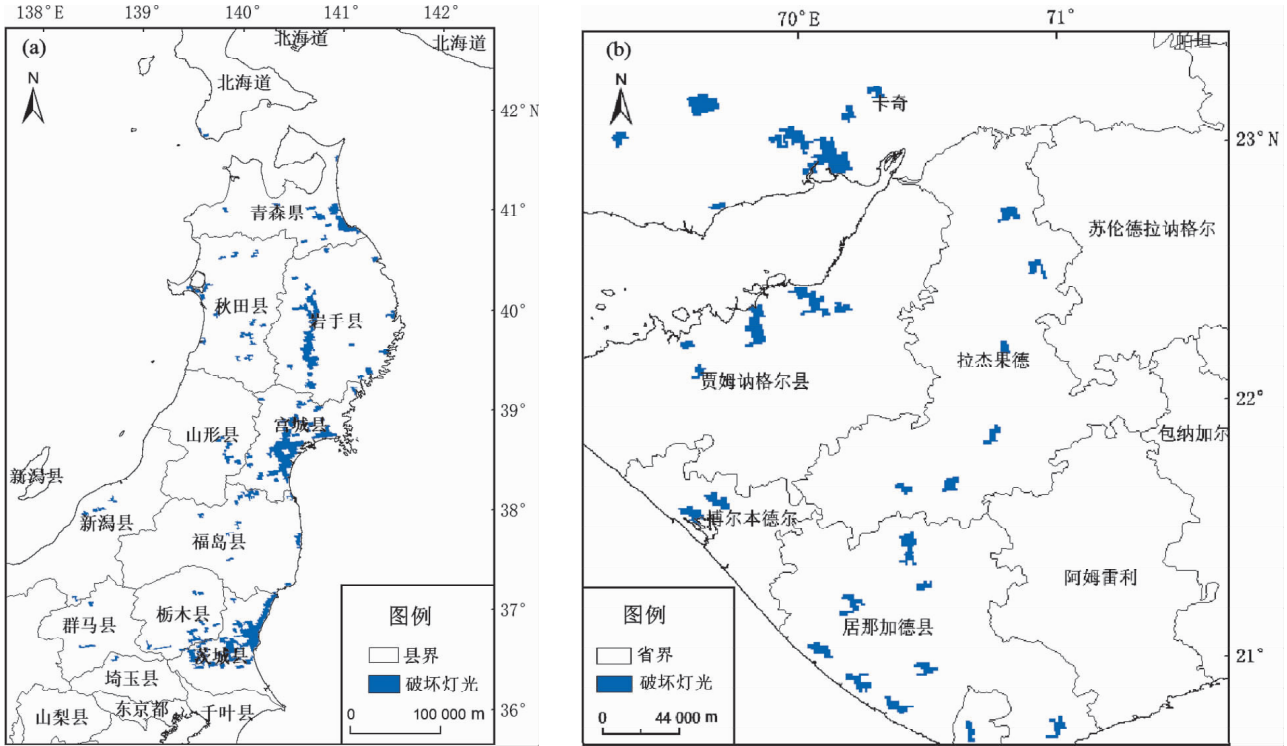 138°E 139° 140° 141° 142°
(a)
N
北海道
北海道
北海道
42°N
41°
40°
39°
38°
37°
36°
青森県
秋田县
岩手县
山形县
宫城县
新潟县
新潟县
福岛县
栃木县
群马县
茨城县
埼玉县
东京都
山梨县
千叶县
图例
县界
破坏灯光
0 100 000 m
70°E 71°
(b)
N
帕坦
卡奇
23°N
22°
21°
苏伦德拉讷格尔
拉杰果德
贾姆讷格尔县
包纳加尔
博尔本德尔
阿姆雷利
居那加德县
图例
省界
破坏灯光
0 44 000 m